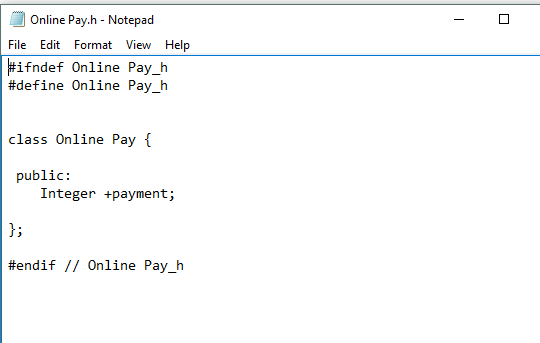 Online Pay.h - Notepad
File Edit Format View Help
#ifndef Online Pay_h
#define Online Pay_h
class Online Pay {
public:
Integer +payment;
};
#endif // Online Pay_h